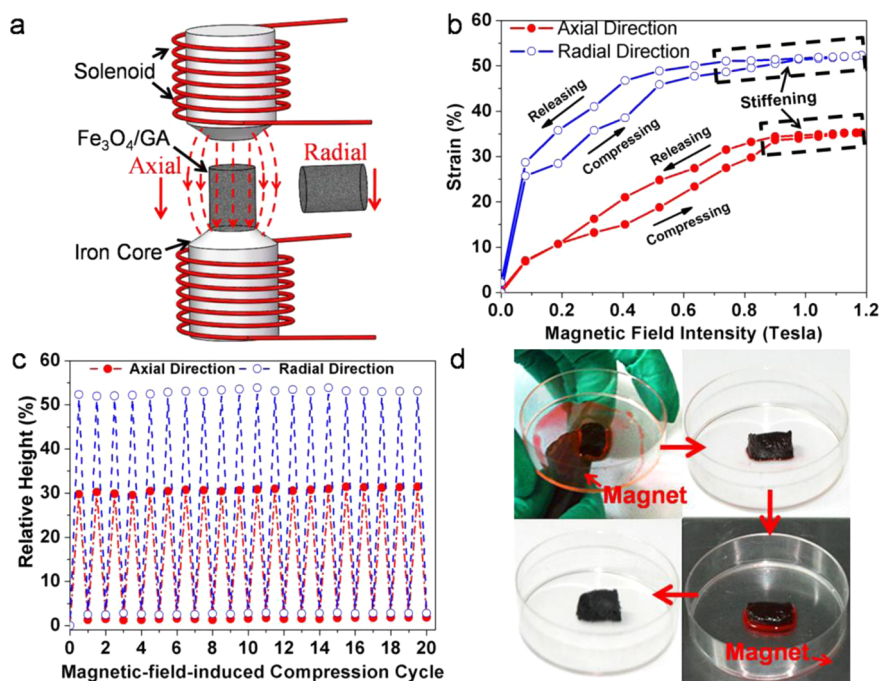 a
Solenoid
Fe₃O₄/GA
Axial
Radial
Iron Core
b
Axial Direction
Radial Direction
Releasing
Compressing
Stiffening
Releasing
Compressing
Strain (%)
60
50
40
30
20
10
0
0.0 0.2 0.4 0.6 0.8 1.0 1.2
Magnetic Field Intensity (Tesla)
c
Axial Direction Radial Direction
Relative Height (%)
60
50
40
30
20
10
0
0 2 4 6 8 10 12 14 16 18 20
Magnetic-field-induced Compression Cycle
d
Magnet
Magnet